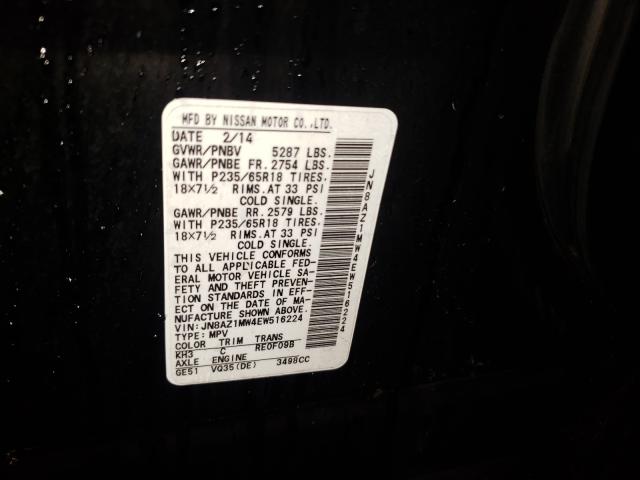 MFD BY NISSAN MOTOR CO.,LTD.
DATE 2/14
GVWR/PNBV 5287 LBS.
GAWR/PNBE FR. 2754 LBS.
WITH P235/65R18 TIRES.
18X7½ RIMS.AT 33 PSI
COLD SINGLE.
GAWR/PNBE RR. 2579 LBS.
WITH P235/65R18 TIRES.
18X7½ RIMS.AT 33 PSI
COLD SINGLE.
THIS VEHICLE CONFORMS
TO ALL APPLICABLE FED-
ERAL MOTOR VEHICLE SA-
FETY AND THEFT PREVEN-
TION STANDARDS IN EFF-
ECT ON THE DATE OF MA-
NUFACTURE SHOWN ABOVE.
VIN: JN8AZ1MW4EW516224
TYPE: MPV
COLOR TRIM TRANS
KH3 C RE0F09B
AXLE ENGINE
GE51 VQ35(DE) 3498CC
JN8AZ1MW4EW516224